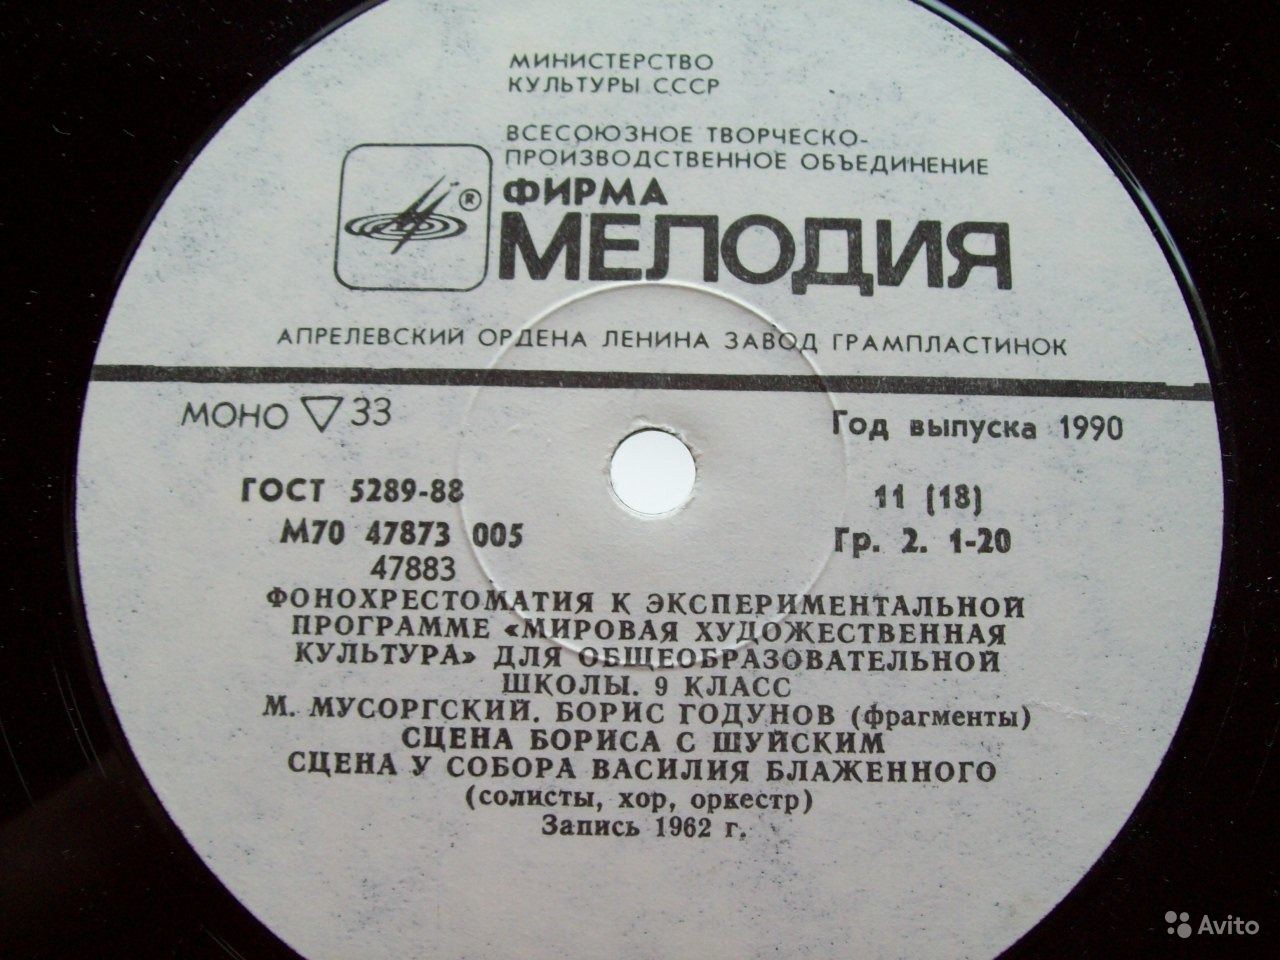 МИНИСТЕРСТВО
КУЛЬТУРЫ СССР
ВСЕСОЮЗНОЕ ТВОРЧЕСКО-
ПРОИЗВОДСТВЕННОЕ ОБЪЕДИНЕНИЕ
ФИРМА
®
МЕЛОДИЯ
АПРЕЛЕВСКИЙ ОРДЕНА ЛЕНИНА ЗАВОД ГРАМПЛАСТИНОК
МОНО ▽ 33
Год выпуска 1990
ГОСТ 5289-88
11 (18)
М70 47873 005
Гр. 2. 1-20
47883
ФОНОХРЕСТОМАТИЯ К ЭКСПЕРИМЕНТАЛЬНОЙ
ПРОГРАММЕ «МИРОВАЯ ХУДОЖЕСТВЕННАЯ
КУЛЬТУРА» ДЛЯ ОБЩЕОБРАЗОВАТЕЛЬНОЙ
ШКОЛЫ. 9 КЛАСС
М. МУСОРГСКИЙ. БОРИС ГОДУНОВ (фрагменты)
СЦЕНА БОРИСА С ШУЙСКИМ
СЦЕНА У СОБОРА ВАСИЛИЯ БЛАЖЕННОГО
(солисты, хор, оркестр)
Запись 1962 г.
Avito